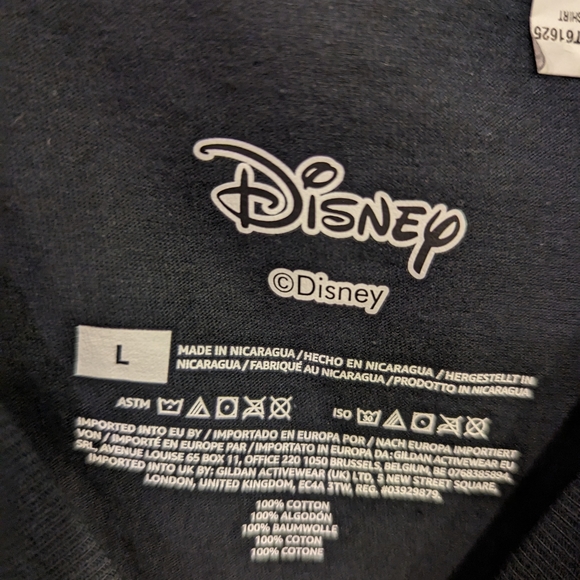 761625
SHIRT
Disney
©Disney
L
MADE IN NICARAGUA / HECHO EN NICARAGUA / HERGESTELLT IN
NICARAGUA / FABRIQUÉ AU NICARAGUA / PRODOTTO IN NICARAGUA
ASTM
ISO
IMPORTED INTO EU BY / IMPORTADO EN EUROPA POR / NACH EUROPA IMPORTIERT
VON / IMPORTÉ EN EUROPE PAR / IMPORTATO IN EUROPA DA : GILDAN ACTIVEWEAR EU
SRL, AVENUE LOUISE 65 BOX 11, OFFICE 220 1050 BRUSSELS, BELGIUM, BE
IMPORTED INTO UK BY: GILDAN ACTIVEWEAR (UK) LTD, 5 NEW STREET SQUARE,
LONDON, UNITED KINGDOM, EC4A 3TW, REG. #03929879.
100% COTTON
100% ALGODÓN
100% BAUMWOLLE
100% COTON
100% COTONE